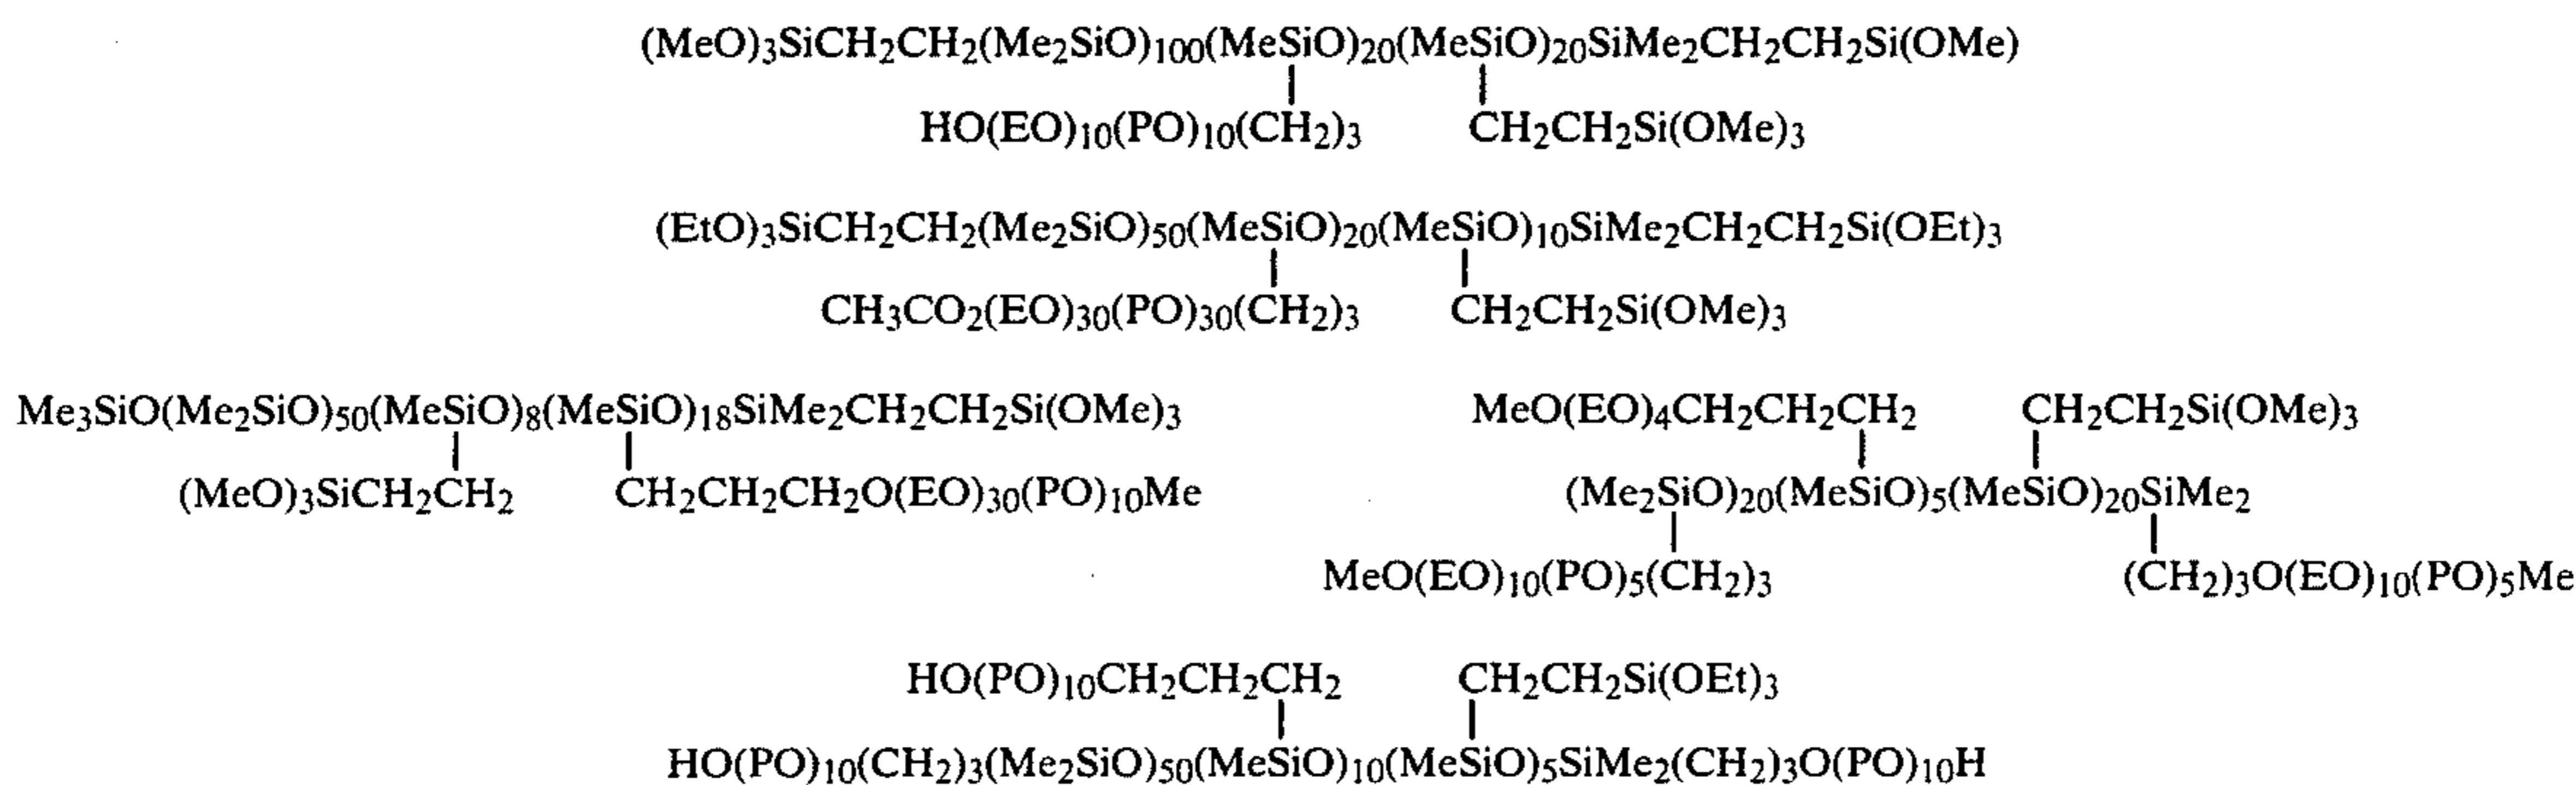 (MeO)₃SiCH₂CH₂(Me₂SiO)₁₀₀(MeSiO)₂₀(MeSiO)₂₀SiMe₂CH₂CH₂Si(OMe)
HO(EO)₁₀(PO)₁₀(CH₂)₃ CH₂CH₂Si(OMe)₃
(EtO)₃SiCH₂CH₂(Me₂SiO)₅₀(MeSiO)₂₀(MeSiO)₁₀SiMe₂CH₂CH₂Si(OEt)₃
CH₃CO₂(EO)₃₀(PO)₃₀(CH₂)₃ CH₂CH₂Si(OMe)₃
Me₃SiO(Me₂SiO)₅₀(MeSiO)₈(MeSiO)₁₈SiMe₂CH₂CH₂Si(OMe)₃
(MeO)₃SiCH₂CH₂ CH₂CH₂CH₂O(EO)₃₀(PO)₁₀Me
MeO(EO)₄CH₂CH₂CH₂ CH₂CH₂Si(OMe)₃
(Me₂SiO)₂₀(MeSiO)₅(MeSiO)₂₀SiMe₂
MeO(EO)₁₀(PO)₅(CH₂)₃ (CH₂)₃O(EO)₁₀(PO)₅Me
HO(PO)₁₀CH₂CH₂CH₂ CH₂CH₂Si(OEt)₃
HO(PO)₁₀(CH₂)₃(Me₂SiO)₅₀(MeSiO)₁₀(MeSiO)₅SiMe₂(CH₂)₃O(PO)₁₀H